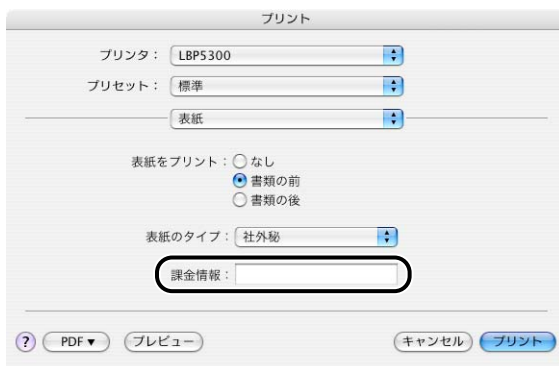 プリント
プリンタ： LBP5300
プリセット： 標準
表紙
表紙をプリント： なし
書類の前
書類の後
表紙のタイプ： 社外秘
課金情報：
? PDF▼ プレビュー キャンセル プリント